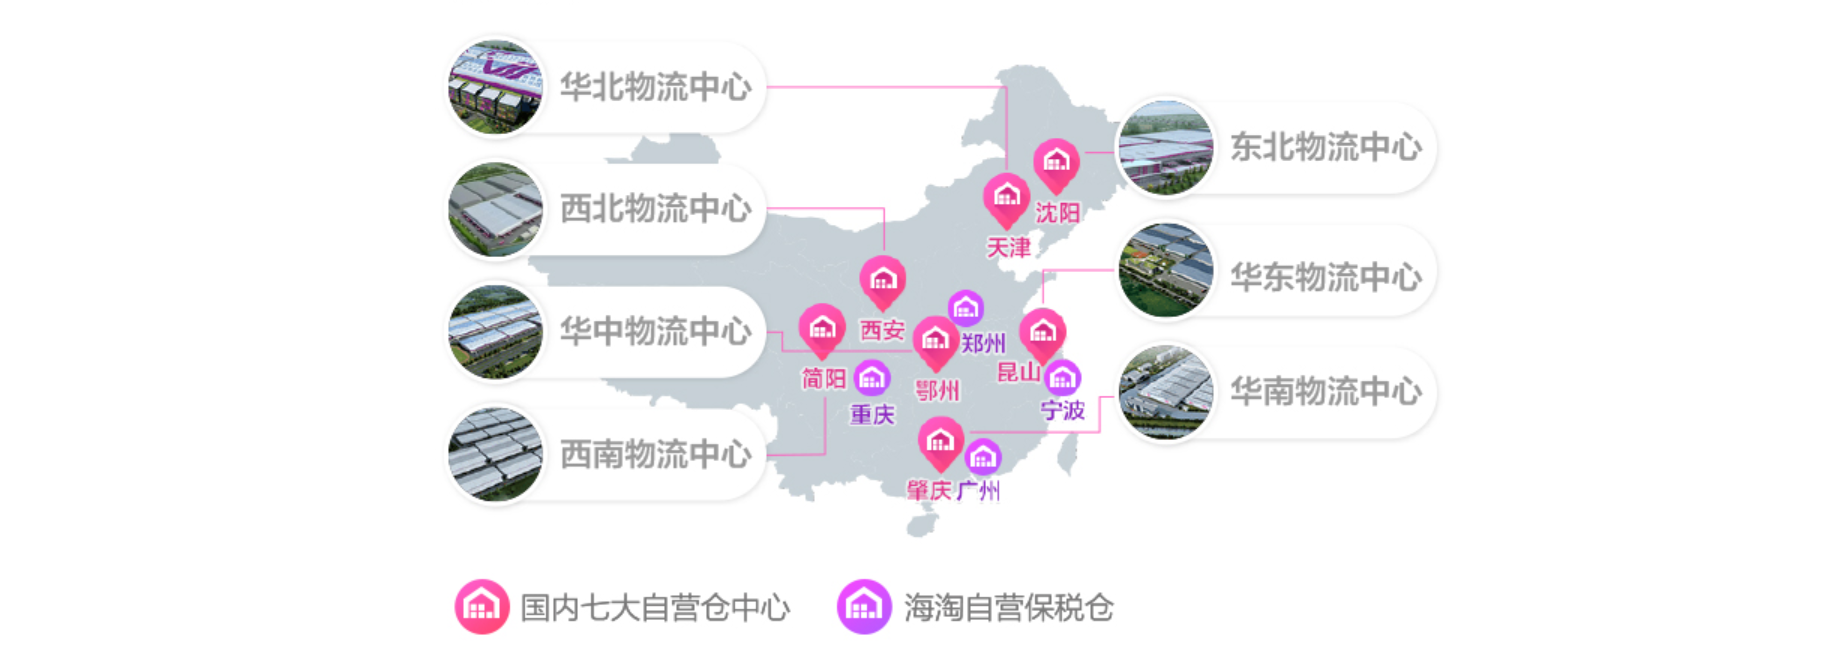 华北物流中心
东北物流中心
西北物流中心
沈阳
天津
华东物流中心
华中物流中心
西安
郑州
昆山
简阳
鄂州
宁波
重庆
华南物流中心
西南物流中心
肇庆
广州
国内七大自营仓中心
海淘自营保税仓